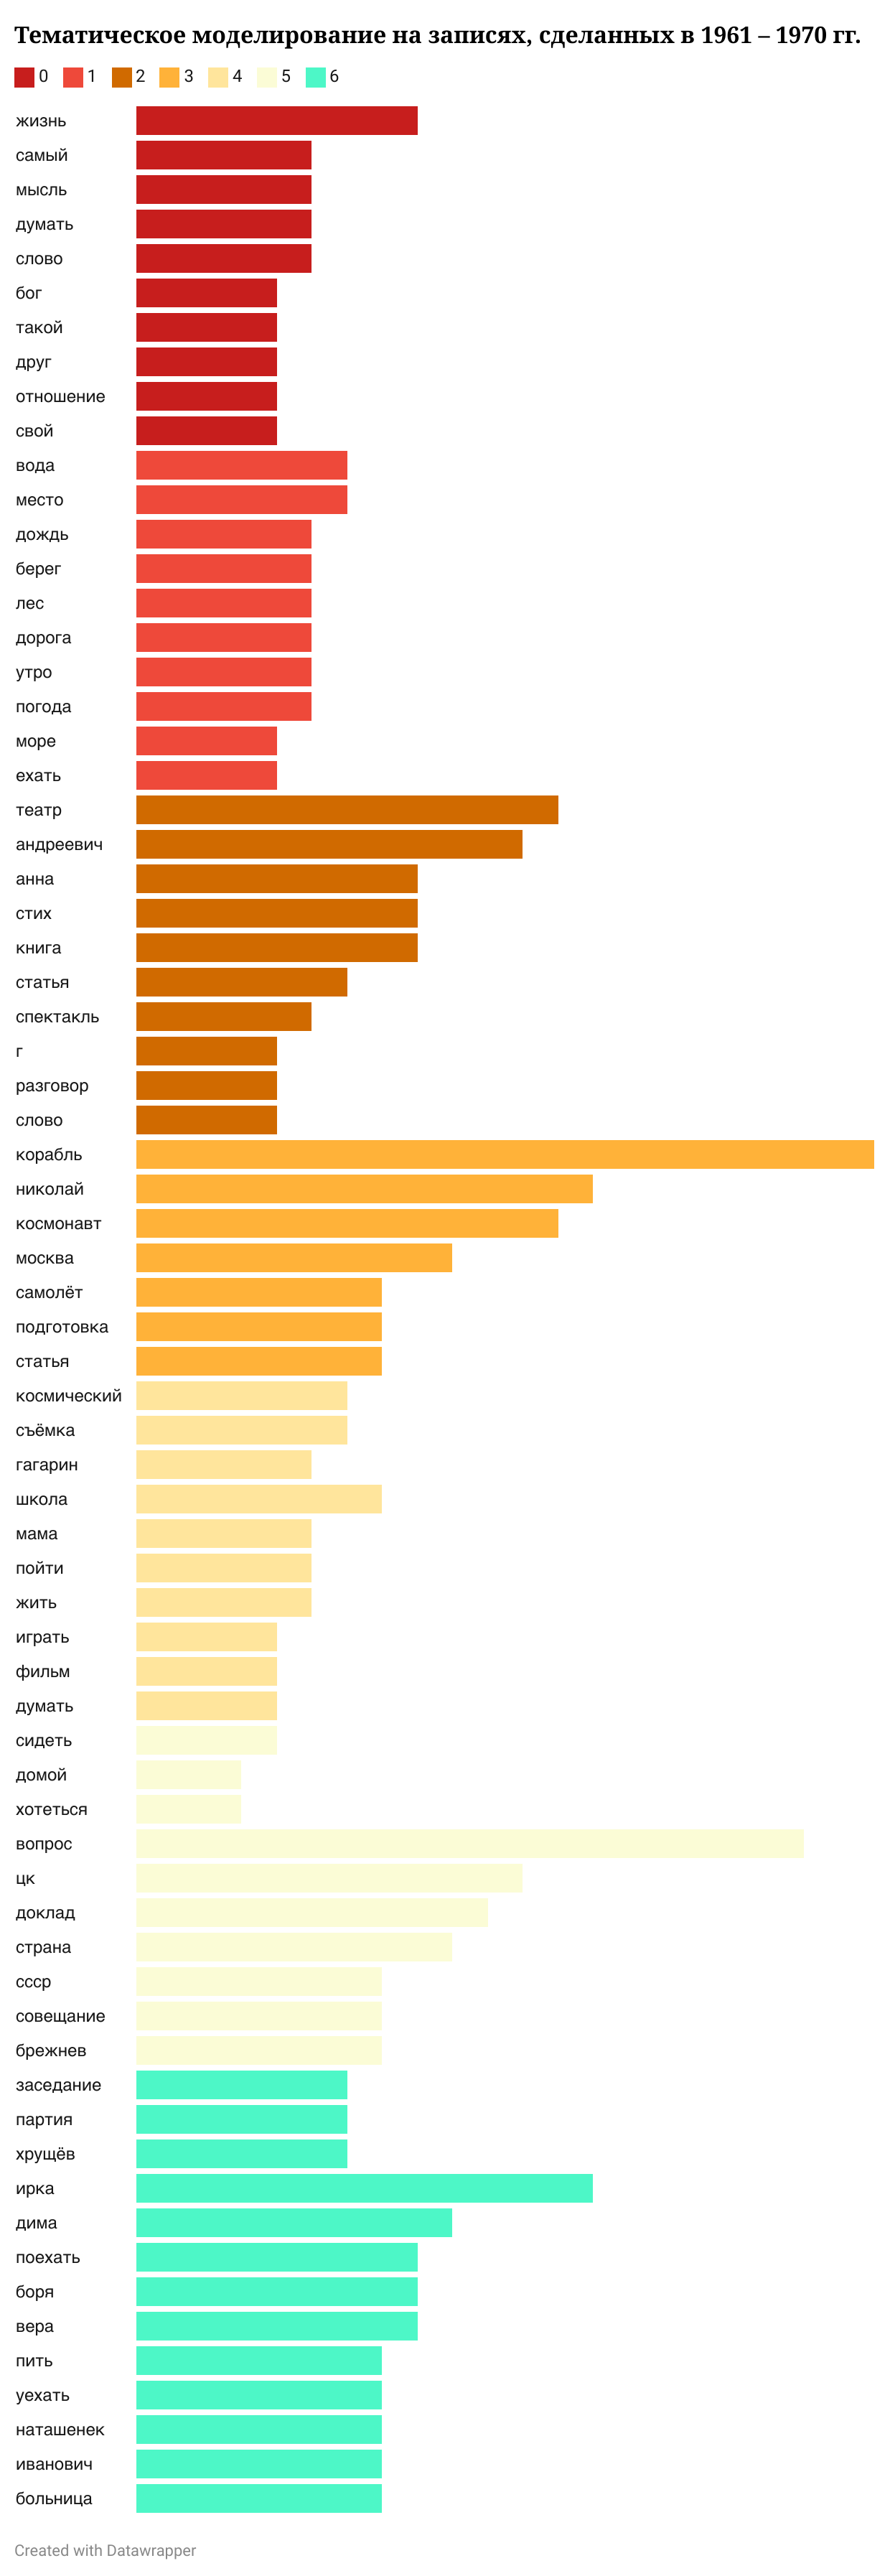 Тематическое моделирование на записях, сделанных в 1961 – 1970 гг.
0 1 2 3 4 5 6
жизнь
самый
мысль
думать
слово
бог
такой
друг
отношение
свой
вода
место
дождь
берег
лес
дорога
утро
погода
море
ехать
театр
андреевич
анна
стих
книга
статья
спектакль
г
разговор
слово
корабль
николай
космонавт
москва
самолёт
подготовка
статья
космический
съёмка
гагарин
школа
мама
пойти
жить
играть
фильм
думать
сидеть
домой
хотеться
вопрос
цк
доклад
страна
ссср
совещание
брежнев
заседание
партия
хрущёв
ирка
дима
поехать
боря
вера
пить
уехать
наташенек
иванович
больница
Created with Datawrapper